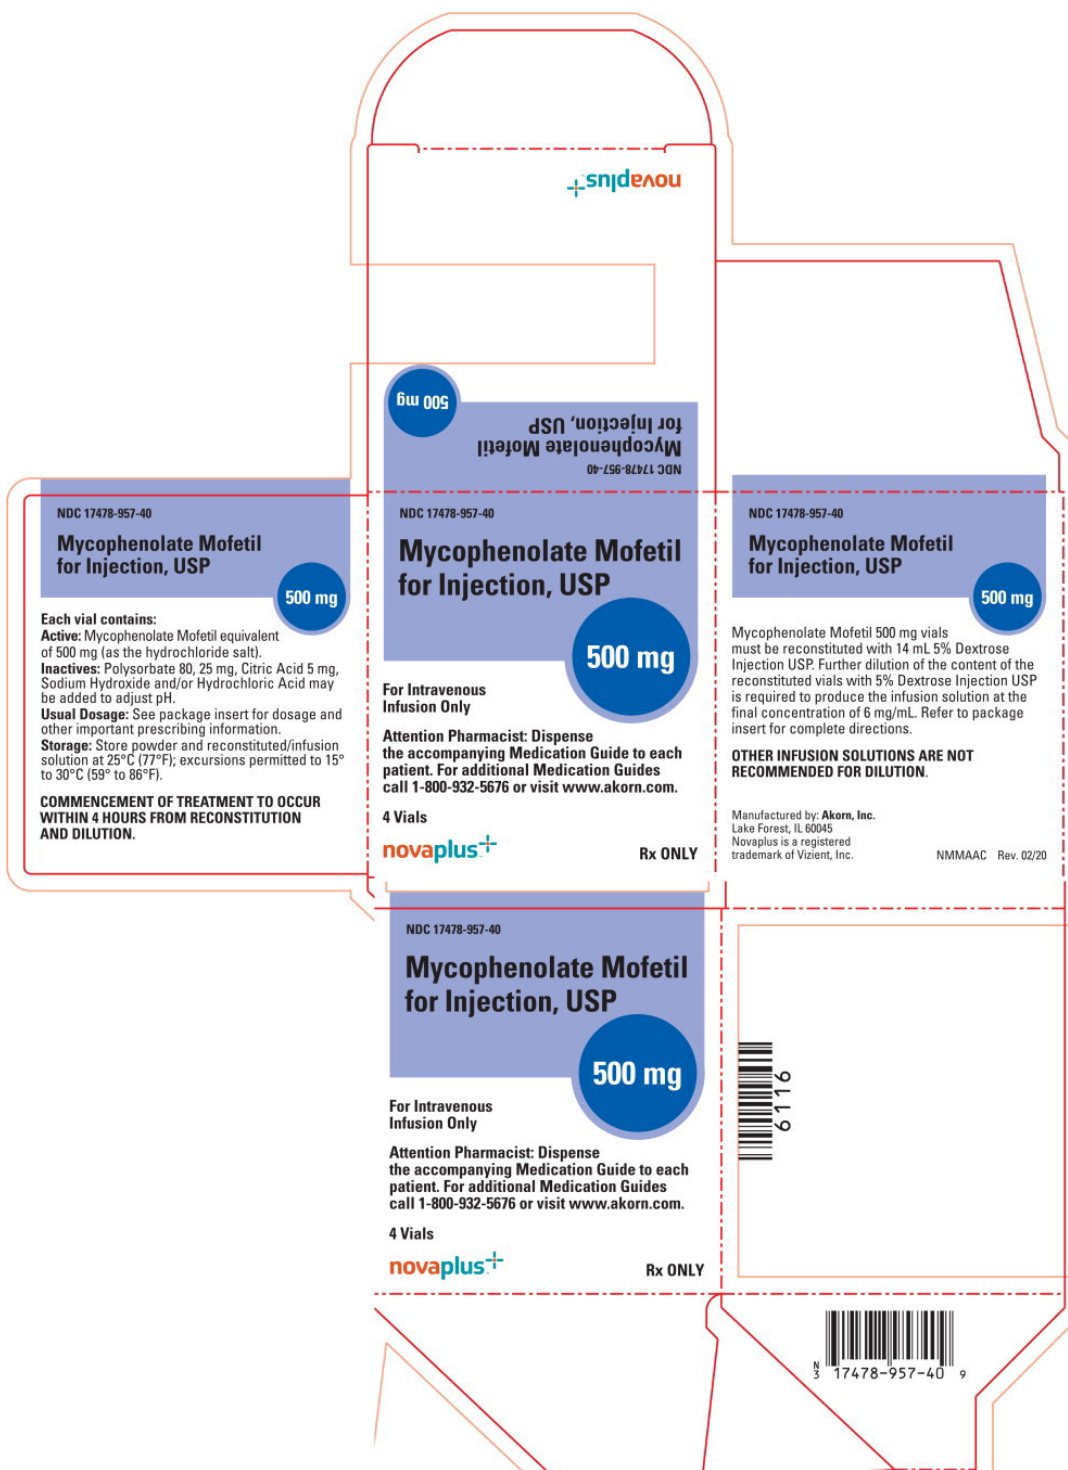 novaplus
500 mg
NDC 17478-957-40
Mycophenolate Mofetil
for Injection, USP
NDC 17478-957-40
Mycophenolate Mofetil
for Injection, USP
500 mg
Each vial contains:
Active: Mycophenolate Mofetil equivalent
of 500 mg (as the hydrochloride salt).
Inactives: Polysorbate 80, 25 mg, Citric Acid 5 mg,
Sodium Hydroxide and/or Hydrochloric Acid may
be added to adjust pH.
Usual Dosage: See package insert for dosage and
other important prescribing information.
Storage: Store powder and reconstituted/infusion
solution at 25°C (77°F); excursions permitted to 15°
to 30°C (59° to 86°F).
COMMENCEMENT OF TREATMENT TO OCCUR
WITHIN 4 HOURS FROM RECONSTITUTION
AND DILUTION.
NDC 17478-957-40
Mycophenolate Mofetil
for Injection, USP
500 mg
For Intravenous
Infusion Only
Attention Pharmacist: Dispense
the accompanying Medication Guide to each
patient. For additional Medication Guides
call 1-800-932-5676 or visit www.akorn.com.
4 Vials
novaplus
Rx ONLY
NDC 17478-957-40
Mycophenolate Mofetil
for Injection, USP
500 mg
Mycophenolate Mofetil 500 mg vials
must be reconstituted with 14 mL 5% Dextrose
Injection USP. Further dilution of the content of the
reconstituted vials with 5% Dextrose Injection USP
is required to produce the infusion solution at the
final concentration of 6 mg/mL. Refer to package
insert for complete directions.
OTHER INFUSION SOLUTIONS ARE NOT
RECOMMENDED FOR DILUTION.
Manufactured by: Akorn, Inc.
Lake Forest, IL 60045
Novaplus is a registered
trademark of Vizient, Inc.
NMMAAC Rev. 02/20
NDC 17478-957-40
Mycophenolate Mofetil
for Injection, USP
500 mg
For Intravenous
Infusion Only
Attention Pharmacist: Dispense
the accompanying Medication Guide to each
patient. For additional Medication Guides
call 1-800-932-5676 or visit www.akorn.com.
4 Vials
novaplus
Rx ONLY
6116
N
3 17478-957-40 9